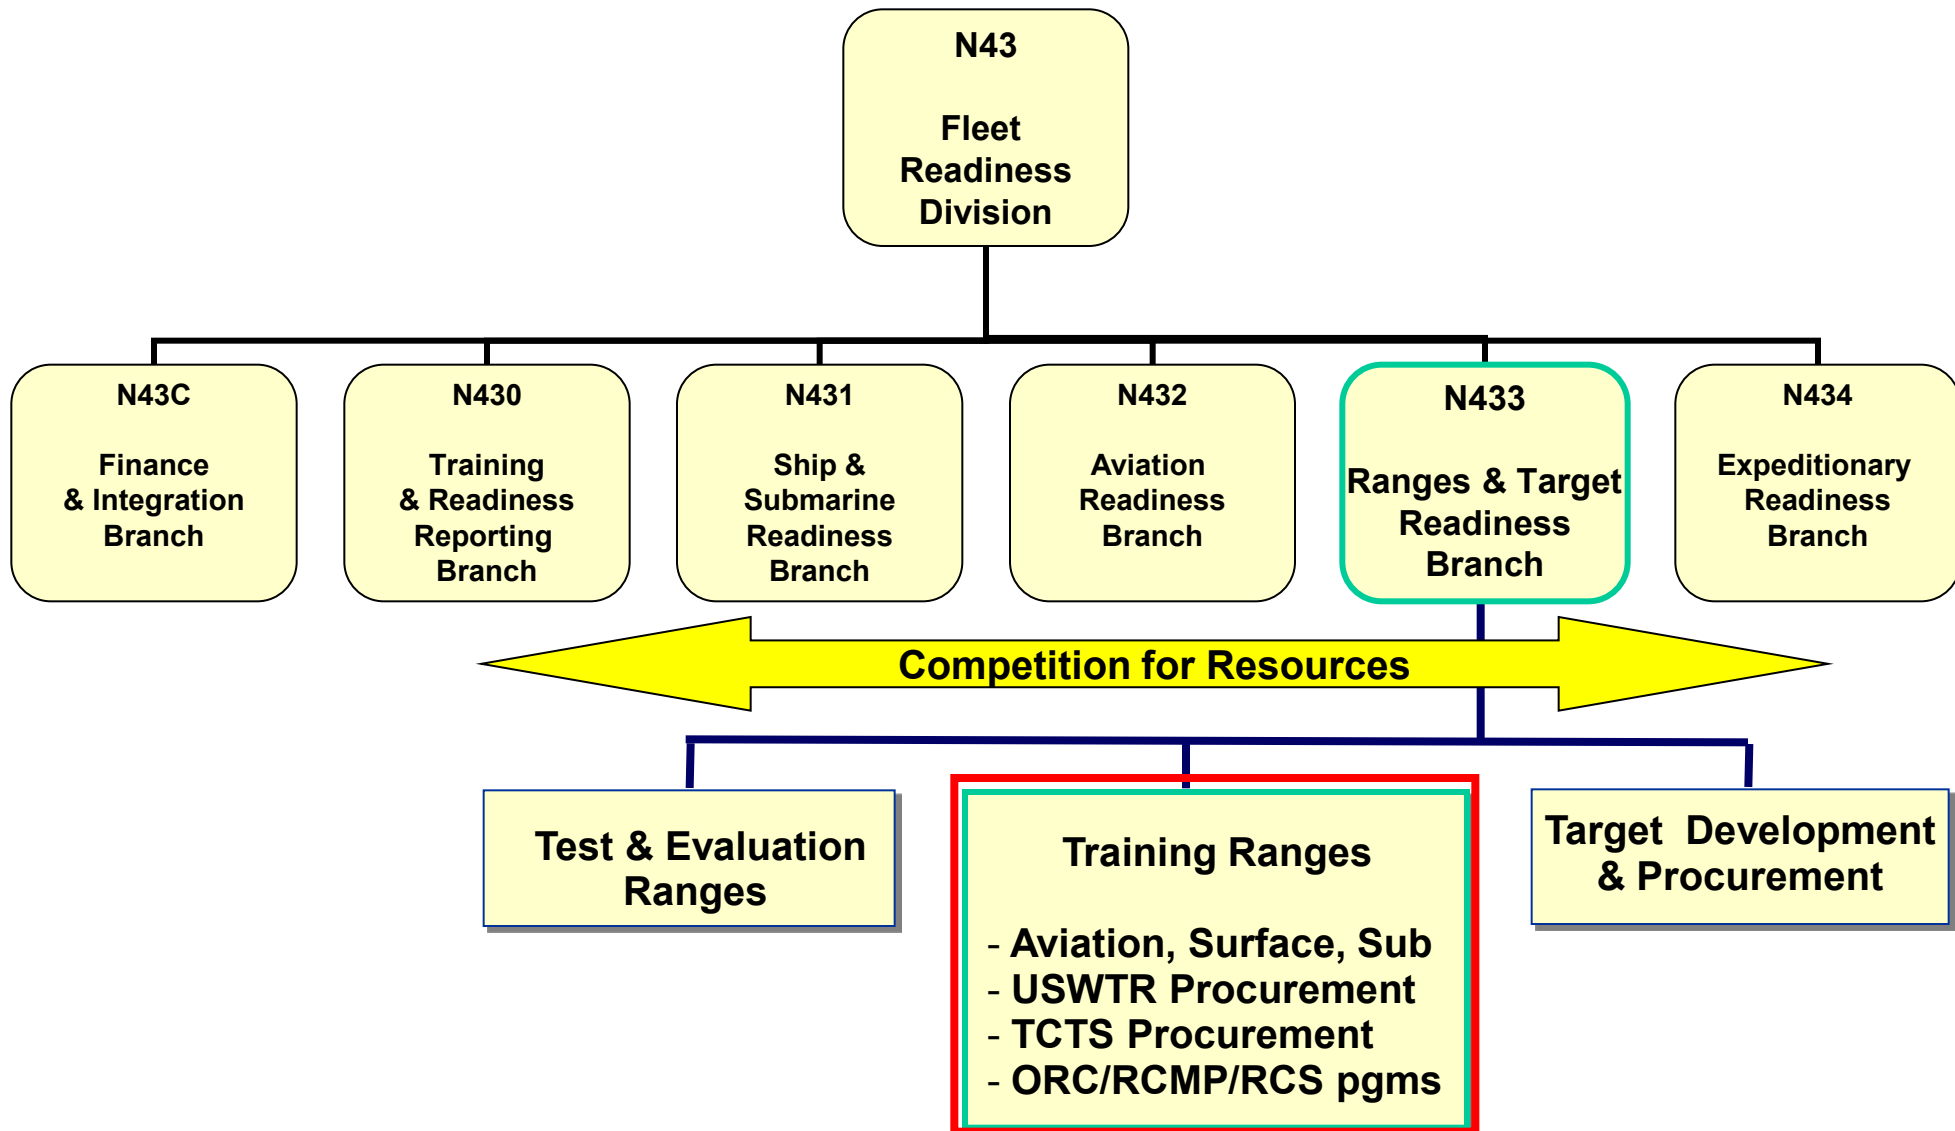 N43
Fleet
Readiness
Division
N43C
Finance
& Integration
Branch
N430
Training
& Readiness
Reporting
Branch
N431
Ship &
Submarine
Readiness
Branch
N432
Aviation
Readiness
Branch
N433
Ranges & Target
Readiness
Branch
N434
Expeditionary
Readiness
Branch
Competition for Resources
Test & Evaluation
Ranges
Training Ranges
- Aviation, Surface, Sub
- USWTR Procurement
- TCTS Procurement
- ORC/RCMP/RCS pgms
Target Development
& Procurement